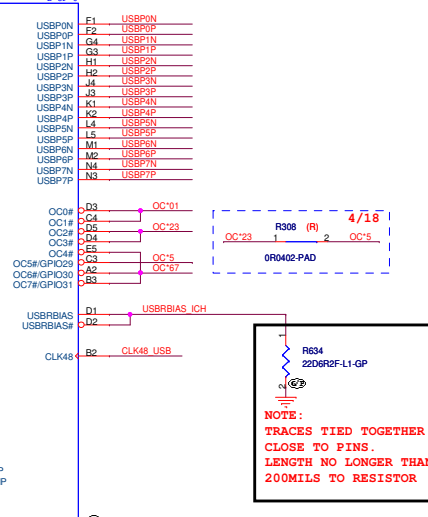 USBP0N F1 USBP0N
USBP0P F2 USBP0P
USBP1N G4 USBP1N
USBP1P G3 USBP1P
USBP2N H1 USBP2N
USBP2P H2 USBP2P
USBP3N J4 USBP3N
USBP3P J3 USBP3P
USBP4N K1 USBP4N
USBP4P K2 USBP4P
USBP5N L4 USBP5N
USBP5P L5 USBP5P
USBP6N M1 USBP6N
USBP6P M2 USBP6P
USBP7N N4 USBP7N
USBP7P N3 USBP7P
OC0# D3 OC*01
OC1# C4
OC2# D5 OC*23
OC3# D4
OC4# E5
OC5#/GPIO29 C3 OC*5
OC6#/GPIO30 A2 OC*67
OC7#/GPIO31 B3
4/18
R308 (R)
OC*23 1 2 OC*5
0R0402-PAD
USBRBIAS D1 USBRBIAS_ICH
USBRBIAS# D2
CLK48 B2 CLK48_USB
1
R634
22D6R2F-L1-GP
2
NOTE:
TRACES TIED TOGETHER
CLOSE TO PINS.
LENGTH NO LONGER THAN
200MILS TO RESISTOR
P
P